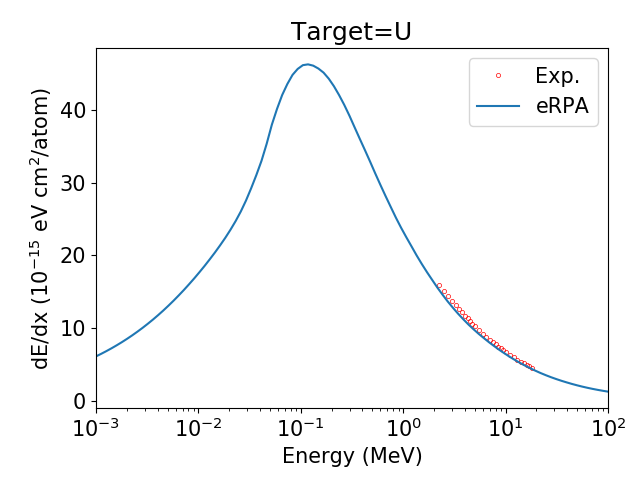 Target=U
Exp.
eRPA
dE/dx (10⁻¹⁵ eV cm²/atom)
40
30
20
10
0
10⁻³ 10⁻² 10⁻¹ 10⁰ 10¹ 10²
Energy (MeV)